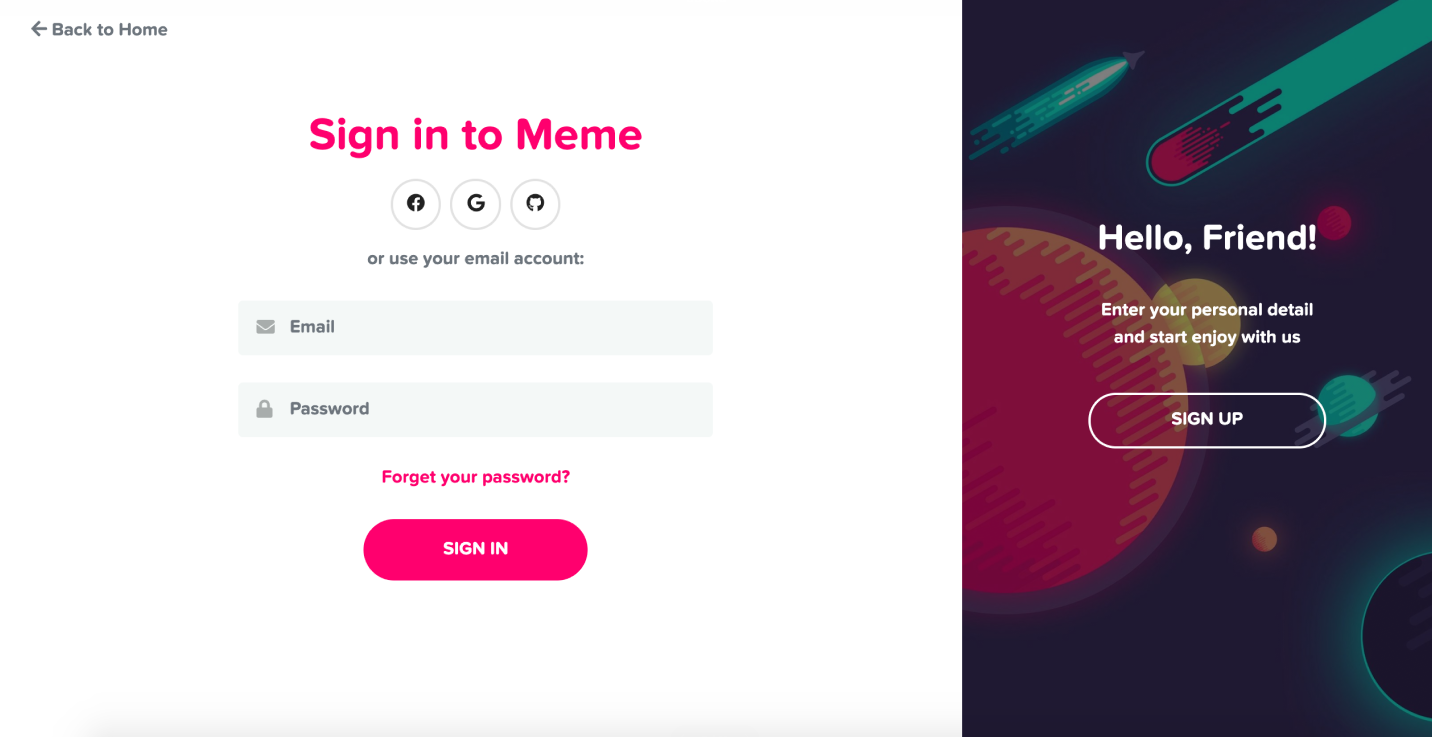 Back to Home
Sign in to Meme
or use your email account:
Email
Password
Forget your password?
SIGN IN
Hello, Friend!
Enter your personal detail
and start enjoy with us
SIGN UP